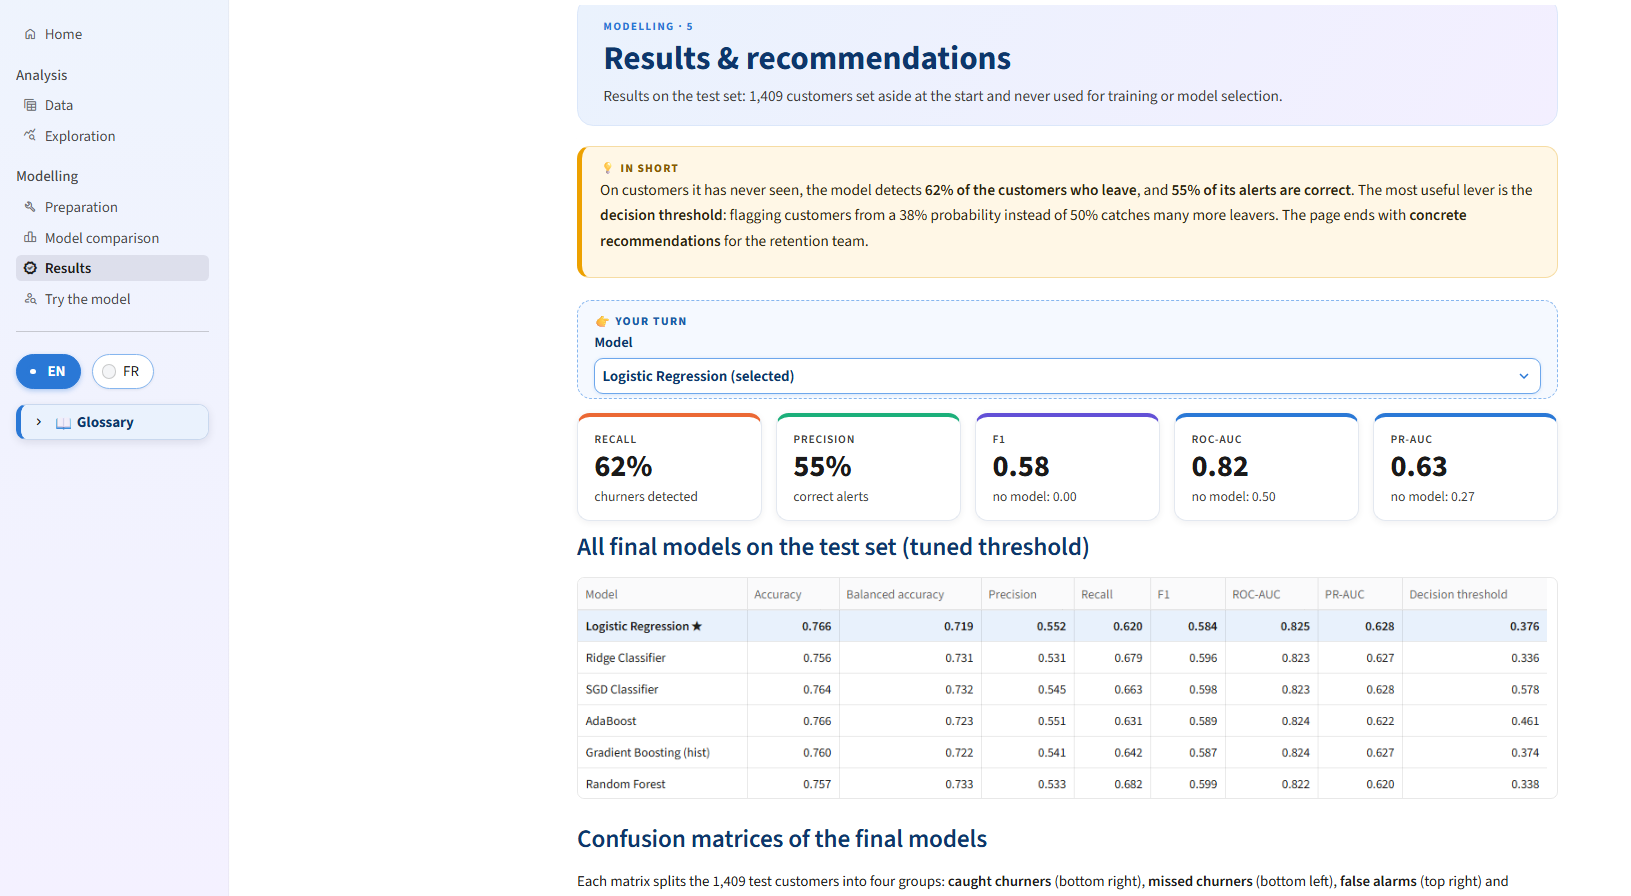 Home
Analysis
Data
Exploration
Modelling
Preparation
Model comparison
Results
Try the model
EN
FR
Glossary
MODELLING · 5
Results & recommendations
Results on the test set: 1,409 customers set aside at the start and never used for training or model selection.
IN SHORT
On customers it has never seen, the model detects 62% of the customers who leave, and 55% of its alerts are correct. The most useful lever is the
decision threshold: flagging customers from a 38% probability instead of 50% catches many more leavers. The page ends with concrete
recommendations for the retention team.
YOUR TURN
Model
Logistic Regression (selected)
RECALL
62%
churners detected
PRECISION
55%
correct alerts
F1
0.58
no model: 0.00
ROC-AUC
0.82
no model: 0.50
PR-AUC
0.63
no model: 0.27
All final models on the test set (tuned threshold)
Model Accuracy Balanced accuracy Precision Recall F1 ROC-AUC PR-AUC Decision threshold
Logistic Regression ★ 0.766 0.719 0.552 0.620 0.584 0.825 0.628 0.376
Ridge Classifier 0.756 0.731 0.531 0.679 0.596 0.823 0.627 0.336
SGD Classifier 0.764 0.732 0.545 0.663 0.598 0.823 0.628 0.578
AdaBoost 0.766 0.723 0.551 0.631 0.589 0.824 0.622 0.461
Gradient Boosting (hist) 0.760 0.722 0.541 0.642 0.587 0.824 0.627 0.374
Random Forest 0.757 0.733 0.533 0.682 0.599 0.822 0.620 0.338
Confusion matrices of the final models
Each matrix splits the 1,409 test customers into four groups: caught churners (bottom right), missed churners (bottom left), false alarms (top right) and